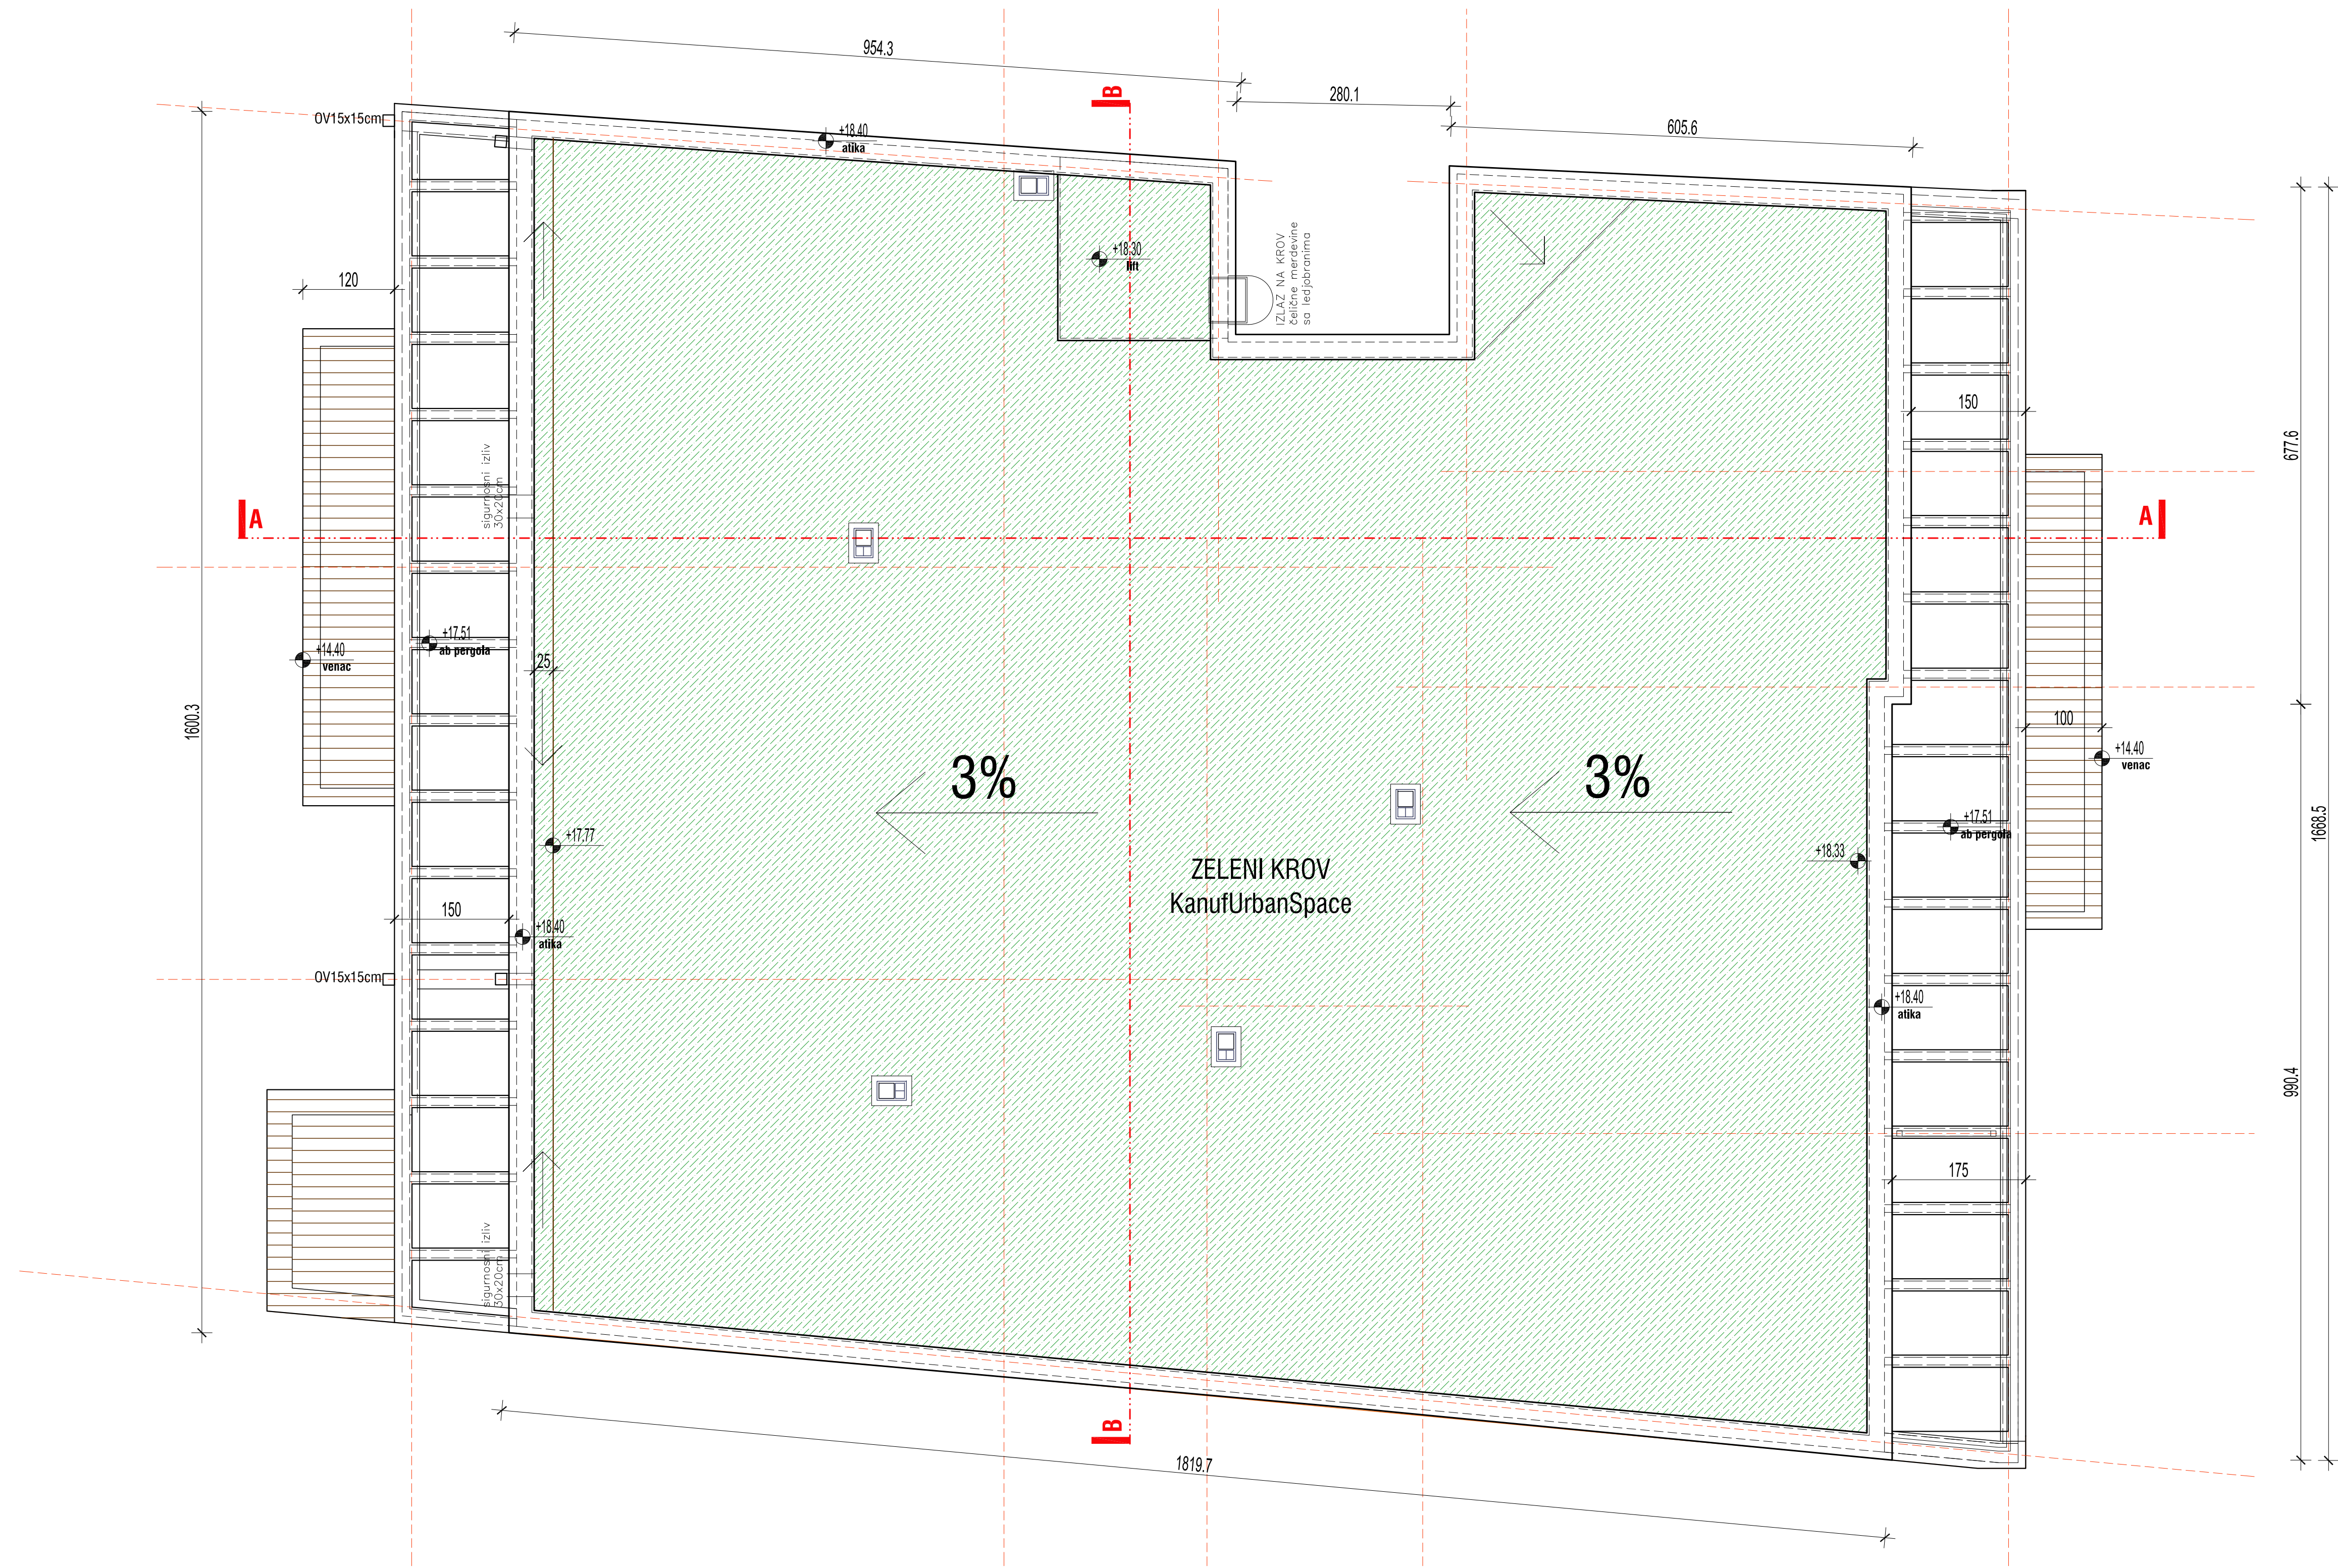 954.3
280.1
605.6
B
OV15x15cm
+18.40
atika
+18.30
lift
IZLAZ NA KROV
čelične merdevine
sa ledjobranima
120
150
677.6
sigurnosni izliv
30x20cm
A
A
+17.51
ab pergola
+14.40
venac
25
1600.3
100
+14.40
venac
3%
3%
+17.51
ab pergola
1668.5
+17.77
+18.33
ZELENI KROV
KanufUrbanSpace
150
+18.40
atika
OV15x15cm
+18.40
atika
990.4
175
sigurnosni izliv
30x20cm
B
1819.7